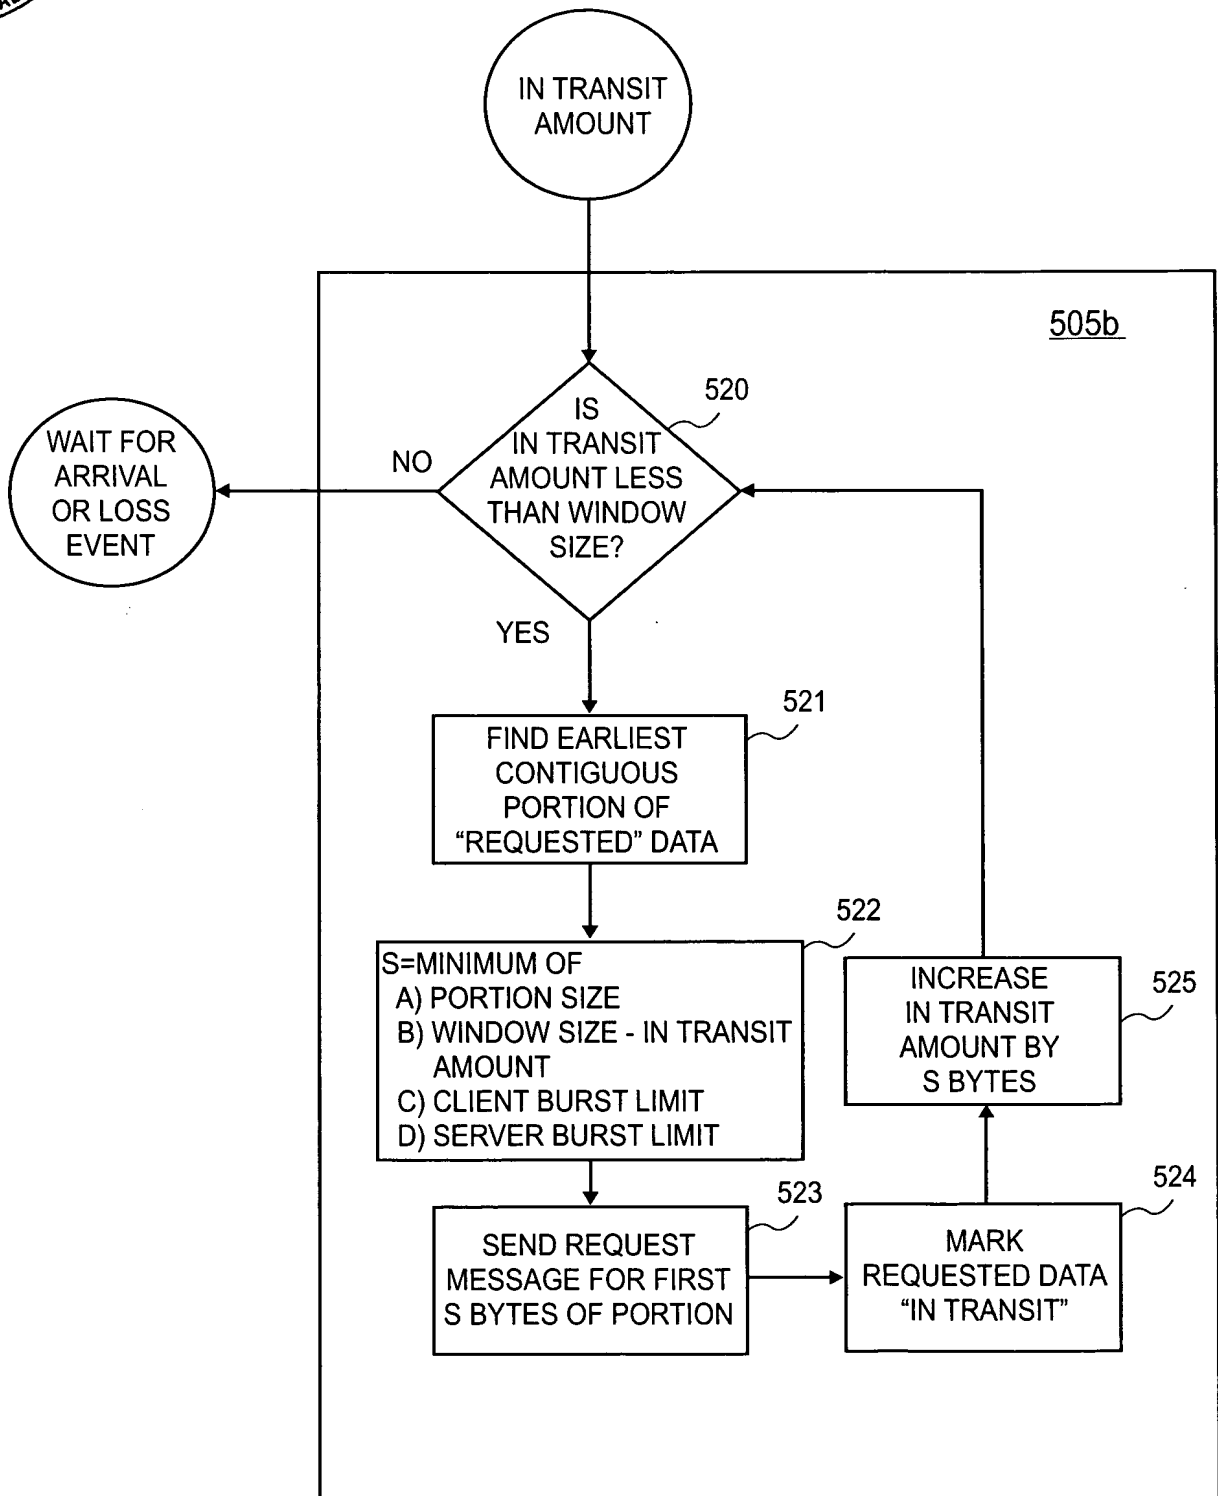 IN TRANSIT
AMOUNT
505b
520
IS
IN TRANSIT
AMOUNT LESS
THAN WINDOW
SIZE?
NO
WAIT FOR
ARRIVAL
OR LOSS
EVENT
YES
521
FIND EARLIEST
CONTIGUOUS
PORTION OF
“REQUESTED” DATA
522
S=MINIMUM OF
A) PORTION SIZE
B) WINDOW SIZE - IN TRANSIT
AMOUNT
C) CLIENT BURST LIMIT
D) SERVER BURST LIMIT
523
SEND REQUEST
MESSAGE FOR FIRST
S BYTES OF PORTION
524
MARK
REQUESTED DATA
“IN TRANSIT”
525
INCREASE
IN TRANSIT
AMOUNT BY
S BYTES